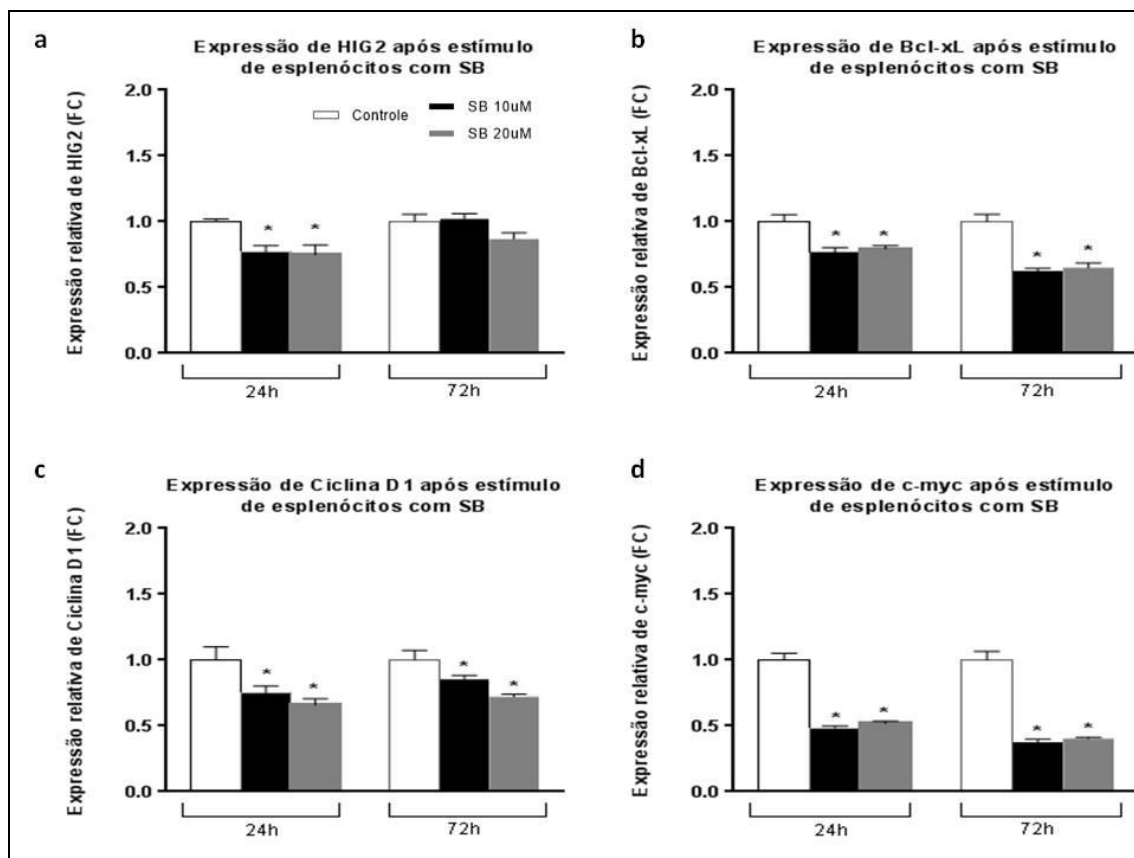 a
Expressão de HIG2 após estímulo
de esplenócitos com SB
Expressão relativa de HIG2 (FC)
2.0
1.5
1.0
0.5
0.0
Controle
SB 10uM
SB 20uM
* *
24h
72h
b
Expressão de Bcl-xL após estímulo
de esplenócitos com SB
Expressão relativa de Bcl-xL (FC)
2.0
1.5
1.0
0.5
0.0
* *
* *
24h
72h
c
Expressão de Ciclina D1 após estímulo
de esplenócitos com SB
Expressão relativa de Ciclina D1 (FC)
2.0
1.5
1.0
0.5
0.0
* *
* *
24h
72h
d
Expressão de c-myc após estímulo
de esplenócitos com SB
Expressão relativa de c-myc (FC)
2.0
1.5
1.0
0.5
0.0
* *
* *
24h
72h